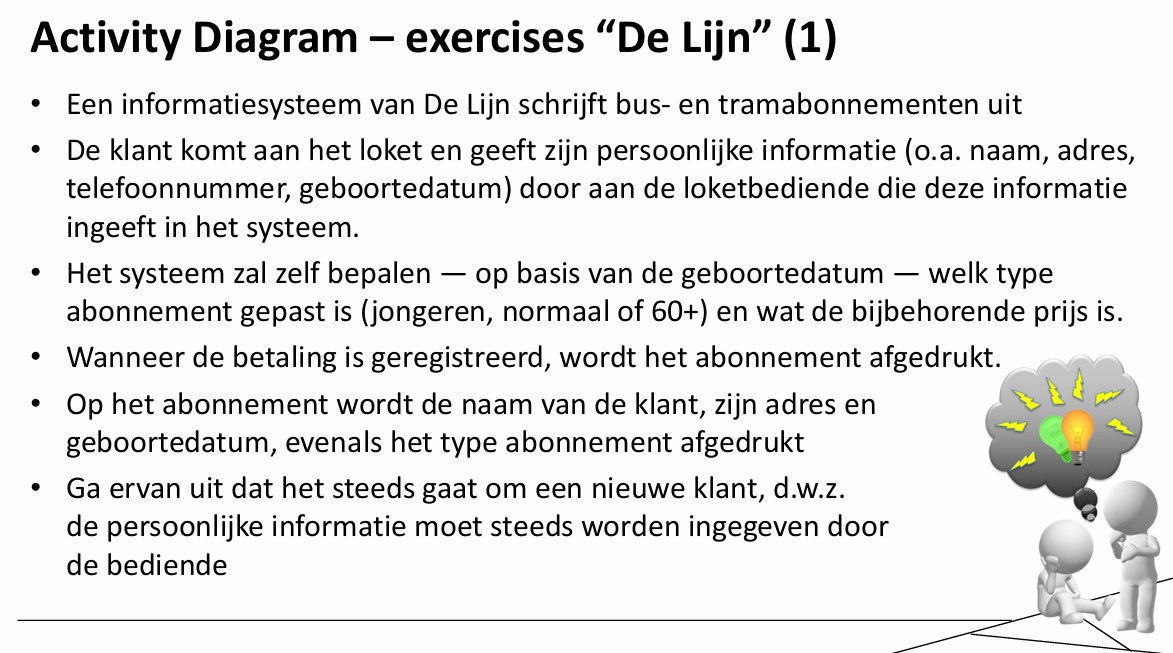 Activity Diagram – exercises “De Lijn” (1)
• Een informatiesysteem van De Lijn schrijft bus- en tramabonnementen uit
• De klant komt aan het loket en geeft zijn persoonlijke informatie (o.a. naam, adres,
telefoonnummer, geboortedatum) door aan de loketbediende die deze informatie
ingeeft in het systeem.
• Het systeem zal zelf bepalen — op basis van de geboortedatum — welk type
abonnement gepast is (jongeren, normaal of 60+) en wat de bijbehorende prijs is.
• Wanneer de betaling is geregistreerd, wordt het abonnement afgedrukt.
• Op het abonnement wordt de naam van de klant, zijn adres en
geboortedatum, evenals het type abonnement afgedrukt
• Ga ervan uit dat het steeds gaat om een nieuwe klant, d.w.z.
de persoonlijke informatie moet steeds worden ingegeven door
de bediende